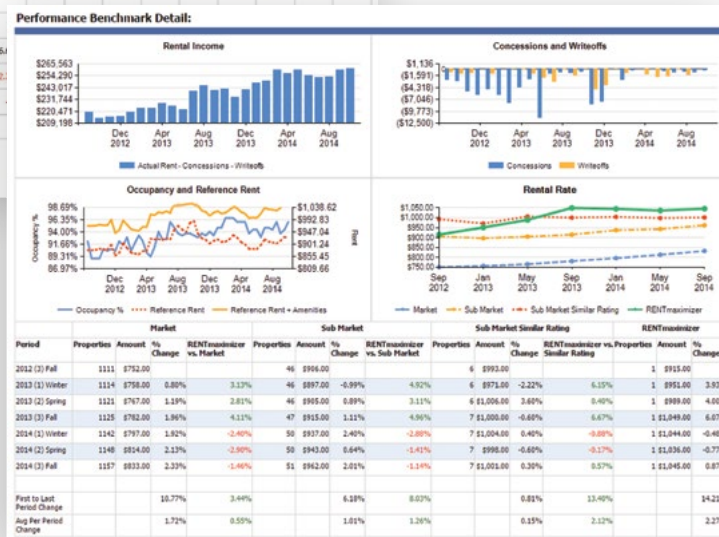 Performance Benchmark Detail:
Rental Income
$265,563
$254,290
$243,017
$231,744
$220,471
$209,198
Dec 2012 Apr 2013 Aug 2013 Dec 2013 Apr 2014 Aug 2014
Actual Rent - Concessions - Writeoffs
Concessions and Writeoffs
$1,136
($1,591)
($4,318)
($7,046)
($9,773)
($12,500)
Dec 2012 Apr 2013 Aug 2013 Dec 2013 Apr 2014 Aug 2014
Concessions Writeoffs
Occupancy and Reference Rent
Occupancy %
98.69%
96.35%
94.00%
91.66%
89.31%
86.97%
$1,038.62
$992.83
$947.04
$901.24
$855.45
$809.66
Rent
Dec 2012 Apr 2013 Aug 2013 Dec 2013 Apr 2014 Aug 2014
Occupancy % Reference Rent Reference Rent + Amenities
Rental Rate
$1,050.00
$1,000.00
$950.00
$900.00
$850.00
$800.00
$750.00
Sep 2012 Jan 2013 May 2013 Sep 2013 Jan 2014 May 2014 Sep 2014
Market Sub Market Sub Market Similar Rating RENTmaximizer
Market Sub Market Sub Market Similar Rating RENTmaximizer
Period Properties Amount % Change RENTmaximizer vs. Market Properties Amount % Change RENTmaximizer vs. Sub Market Properties Amount % Change RENTmaximizer vs. Similar Rating Properties Amount % Change
2012 (3) Fall 1111 $752.00 46 $906.00 6 $993.00 1 $915.00
2013 (1) Winter 1114 $758.00 0.80% 3.13% 46 $897.00 -0.99% 4.92% 6 $971.00 -2.22% 6.15% 1 $951.00 3.93
2013 (2) Spring 1121 $767.00 1.19% 2.81% 46 $905.00 0.89% 3.11% 6 $1,006.00 3.60% 0.40% 1 $989.00 4.00
2013 (3) Fall 1125 $782.00 1.96% 4.11% 47 $915.00 1.11% 4.96% 7 $1,000.00 -0.60% 6.67% 1 $1,049.00 6.07
2014 (1) Winter 1142 $797.00 1.92% -2.40% 50 $937.00 2.40% -2.88% 7 $1,004.00 0.40% -0.88% 1 $1,044.00 -0.48
2014 (2) Spring 1148 $814.00 2.13% -2.90% 50 $943.00 0.64% -1.41% 7 $998.00 -0.60% -0.17% 1 $1,036.00 -0.77
2014 (3) Fall 1157 $833.00 2.33% -1.46% 51 $962.00 2.01% -1.14% 7 $1,001.00 0.30% 0.57% 1 $1,045.00 0.87
First to Last Period Change 10.77% 3.44% 6.18% 8.03% 0.81% 13.40% 14.21
Avg Per Period Change 1.72% 0.55% 1.01% 1.26% 0.15% 2.12% 2.27